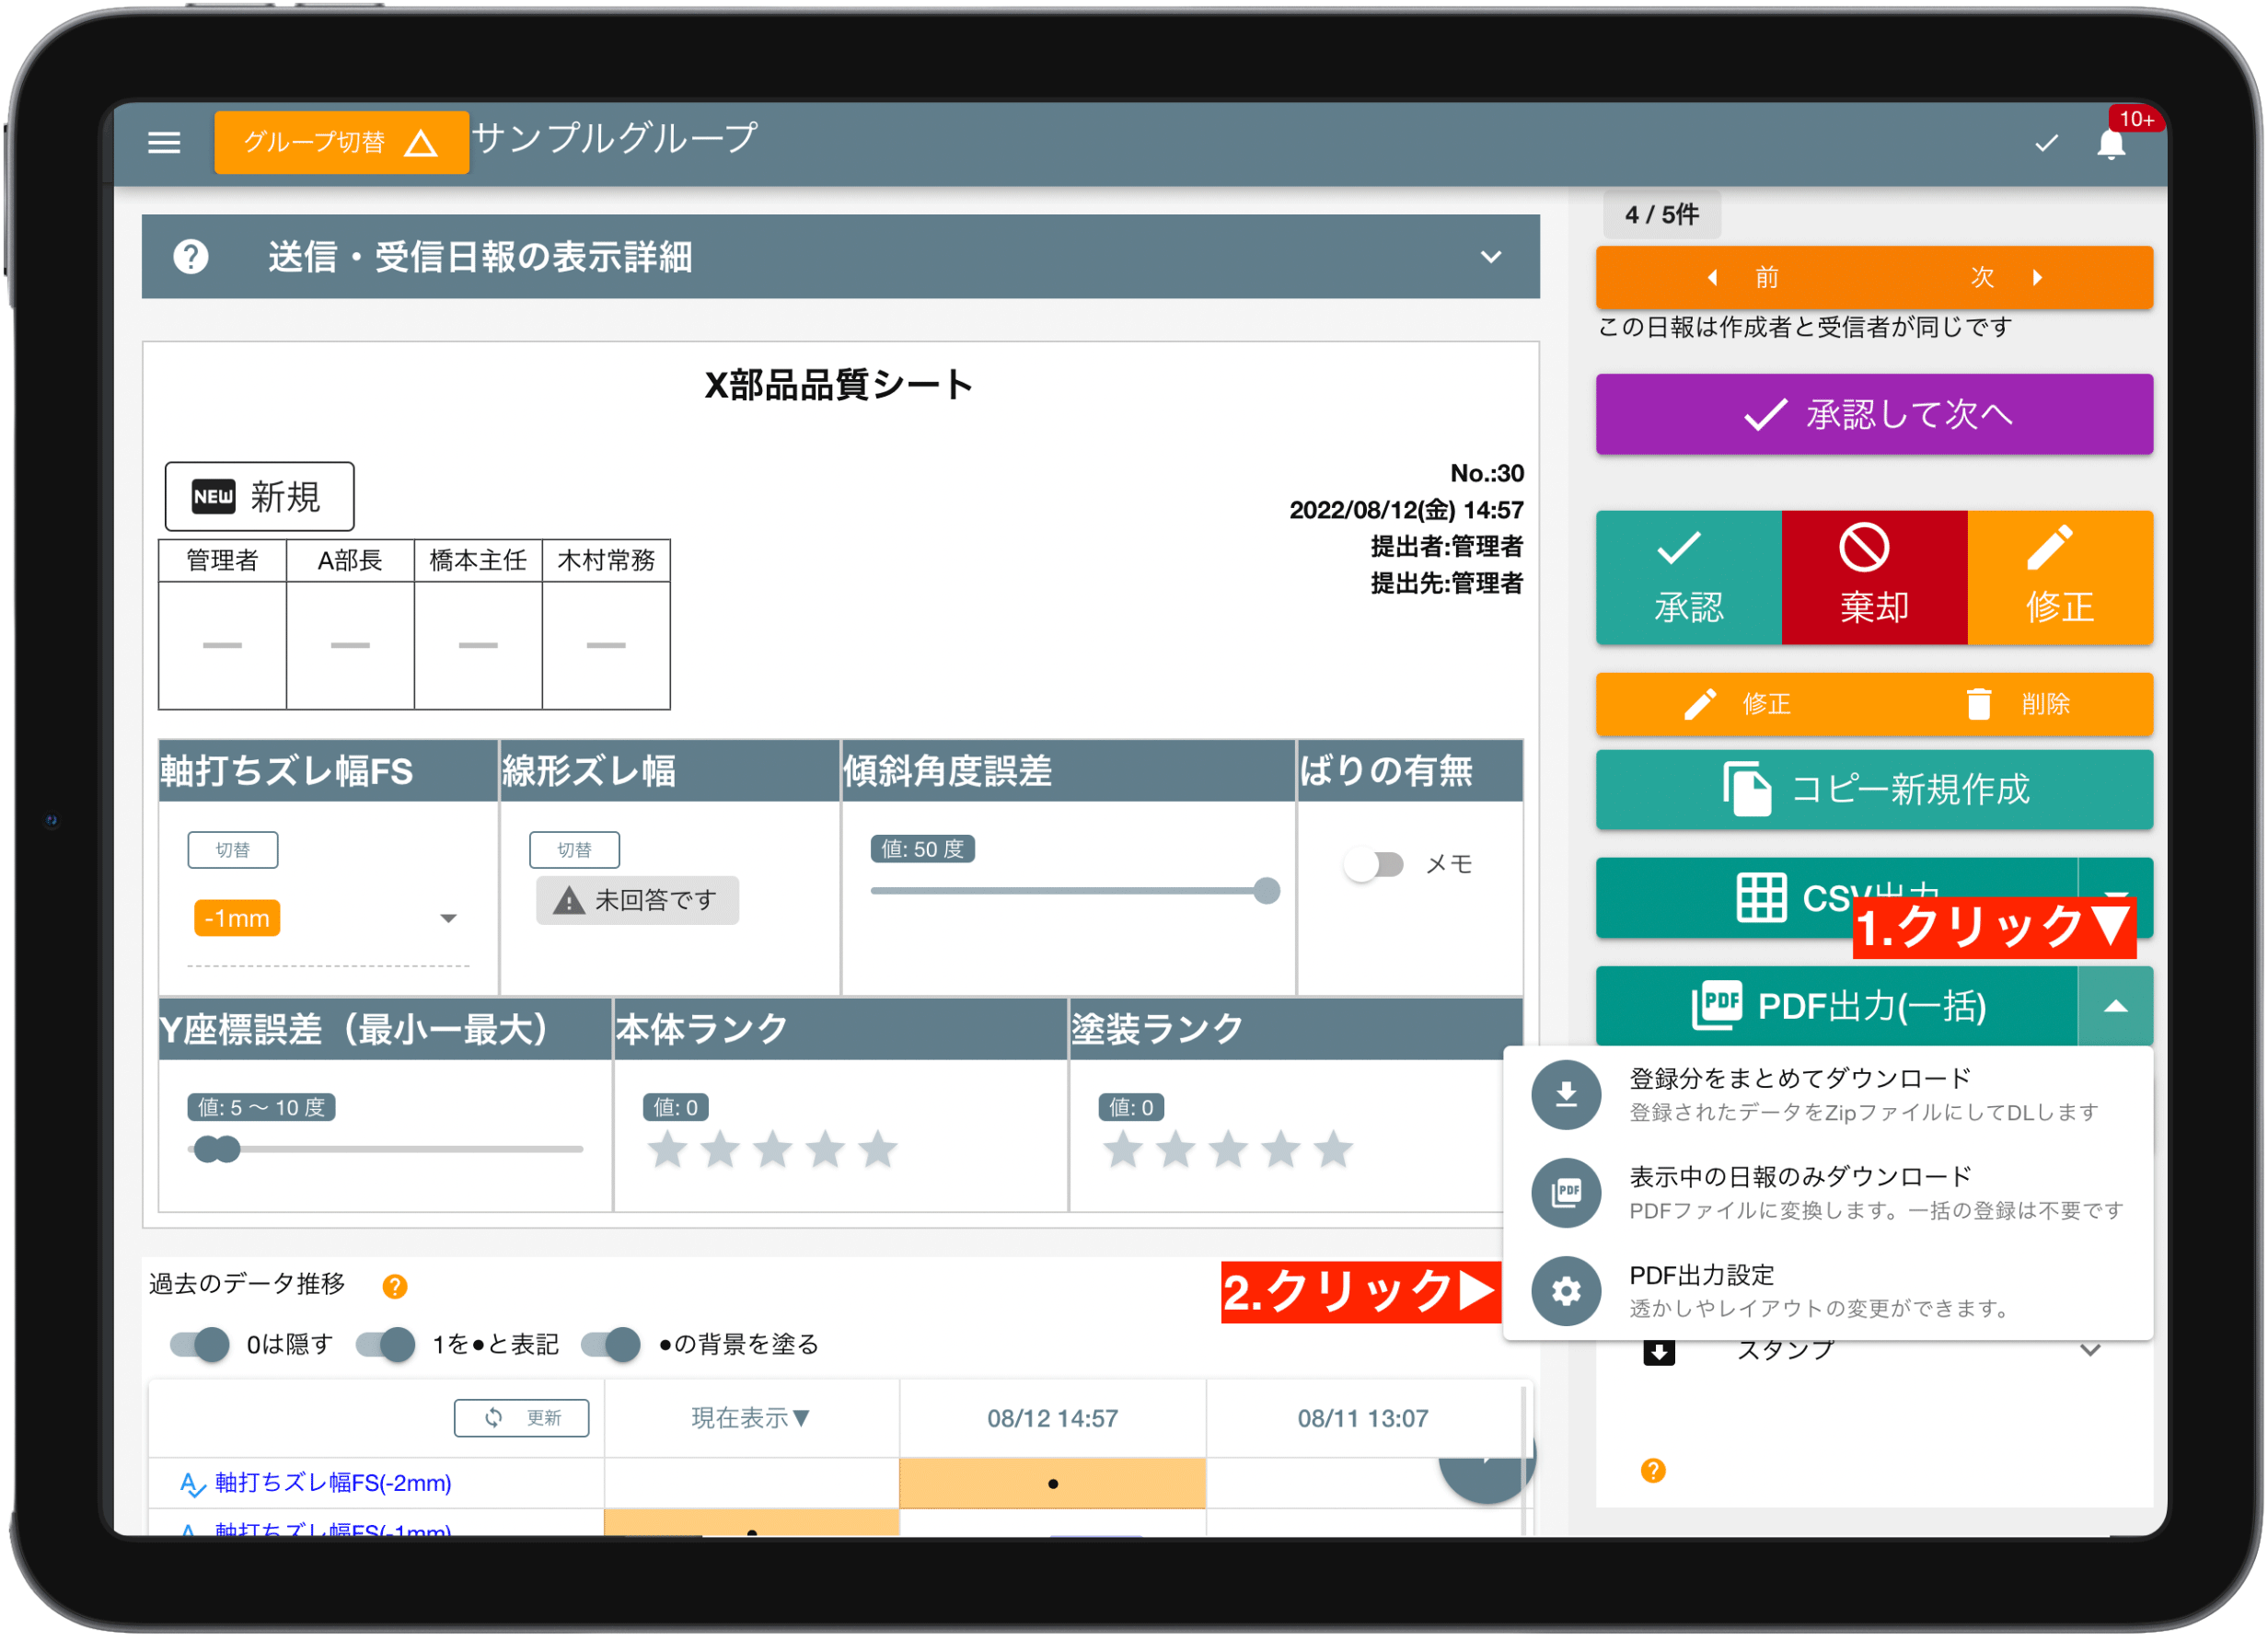 グループ切替 サンプルグループ
10+
送信・受信日報の表示詳細
4 / 5件
前 次
この日報は作成者と受信者が同じです
X部品品質シート
承認して次へ
NEW 新規
No.:30
2022/08/12(金) 14:57
提出者:管理者
提出先:管理者
管理者 A部長 橋本主任 木村常務
承認 棄却 修正
修正 削除
軸打ちズレ幅FS 線形ズレ幅 傾斜角度誤差 ばりの有無
コピー新規作成
切替 切替 値: 50 度 メモ
-1mm 未回答です
CSV出力
1.クリック▼
PDF PDF出力(一括)
Y座標誤差（最小ー最大） 本体ランク 塗装ランク
値: 5 〜 10 度 値: 0 値: 0
登録分をまとめてダウンロード
登録されたデータをZipファイルにしてDLします
PDF 表示中の日報のみダウンロード
PDFファイルに変換します。一括の登録は不要です
2.クリック▶
PDF出力設定
透かしやレイアウトの変更ができます。
スタンプ
過去のデータ推移
0は隠す 1を●と表記 ●の背景を塗る
更新 現在表示▼ 08/12 14:57 08/11 13:07
軸打ちズレ幅FS(-2mm) ●
軸打ちズレ幅FS(-1mm) ●